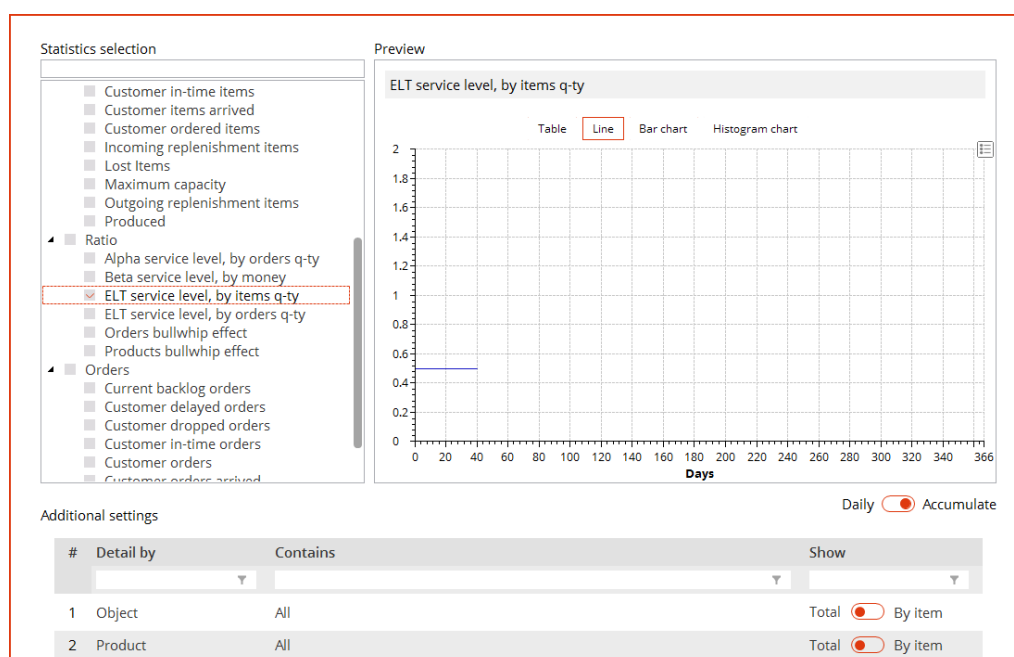 Statistics selection
Preview
Customer in-time items
Customer items arrived
Customer ordered items
Incoming replenishment items
Lost Items
Maximum capacity
Outgoing replenishment items
Produced
Ratio
Alpha service level, by orders q-ty
Beta service level, by money
ELT service level, by items q-ty
ELT service level, by orders q-ty
Orders bullwhip effect
Products bullwhip effect
Orders
Current backlog orders
Customer delayed orders
Customer dropped orders
Customer in-time orders
Customer orders
Customer orders arrived
ELT service level, by items q-ty
Table Line Bar chart Histogram chart
2
1.8
1.6
1.4
1.2
1
0.8
0.6
0.4
0.2
0
0 20 40 60 80 100 120 140 160 180 200 220 240 260 280 300 320 340 366
Days
Daily Accumulate
Additional settings
# Detail by Contains Show
1 Object All Total By item
2 Product All Total By item